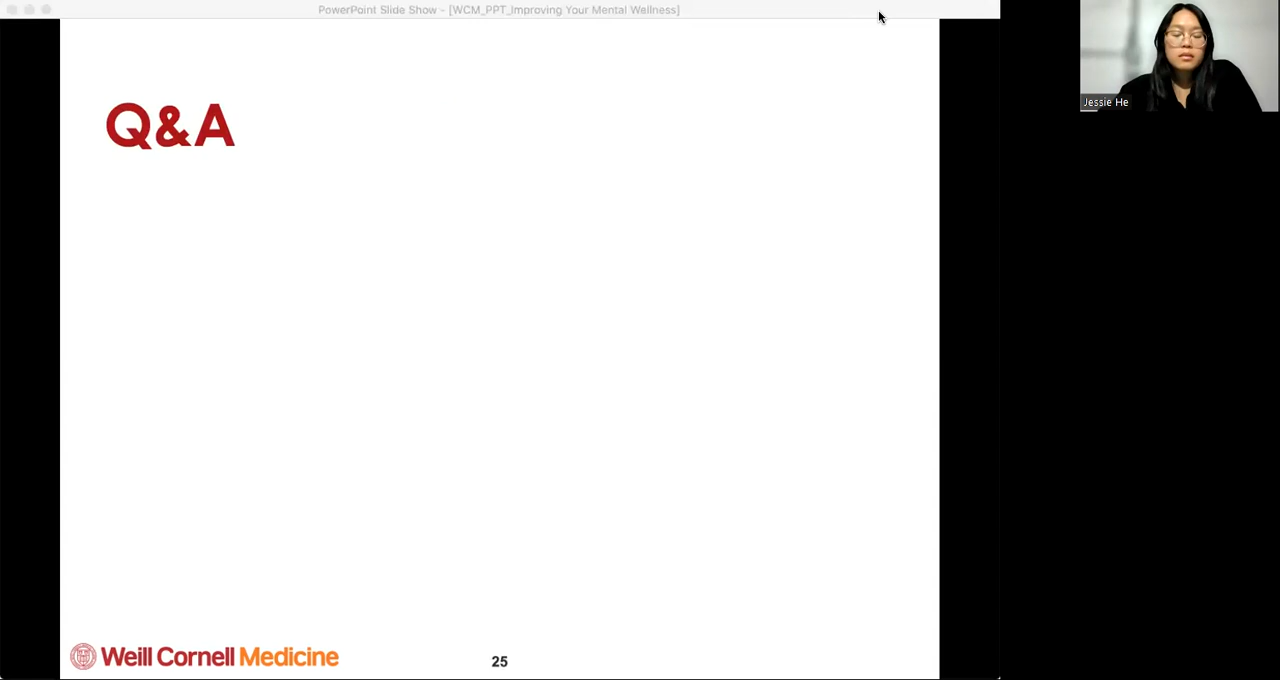 PowerPoint Slide Show - [WCM_PPT_Improving Your Mental Wellness]
Jessie He
Q&A
Weill Cornell Medicine
25